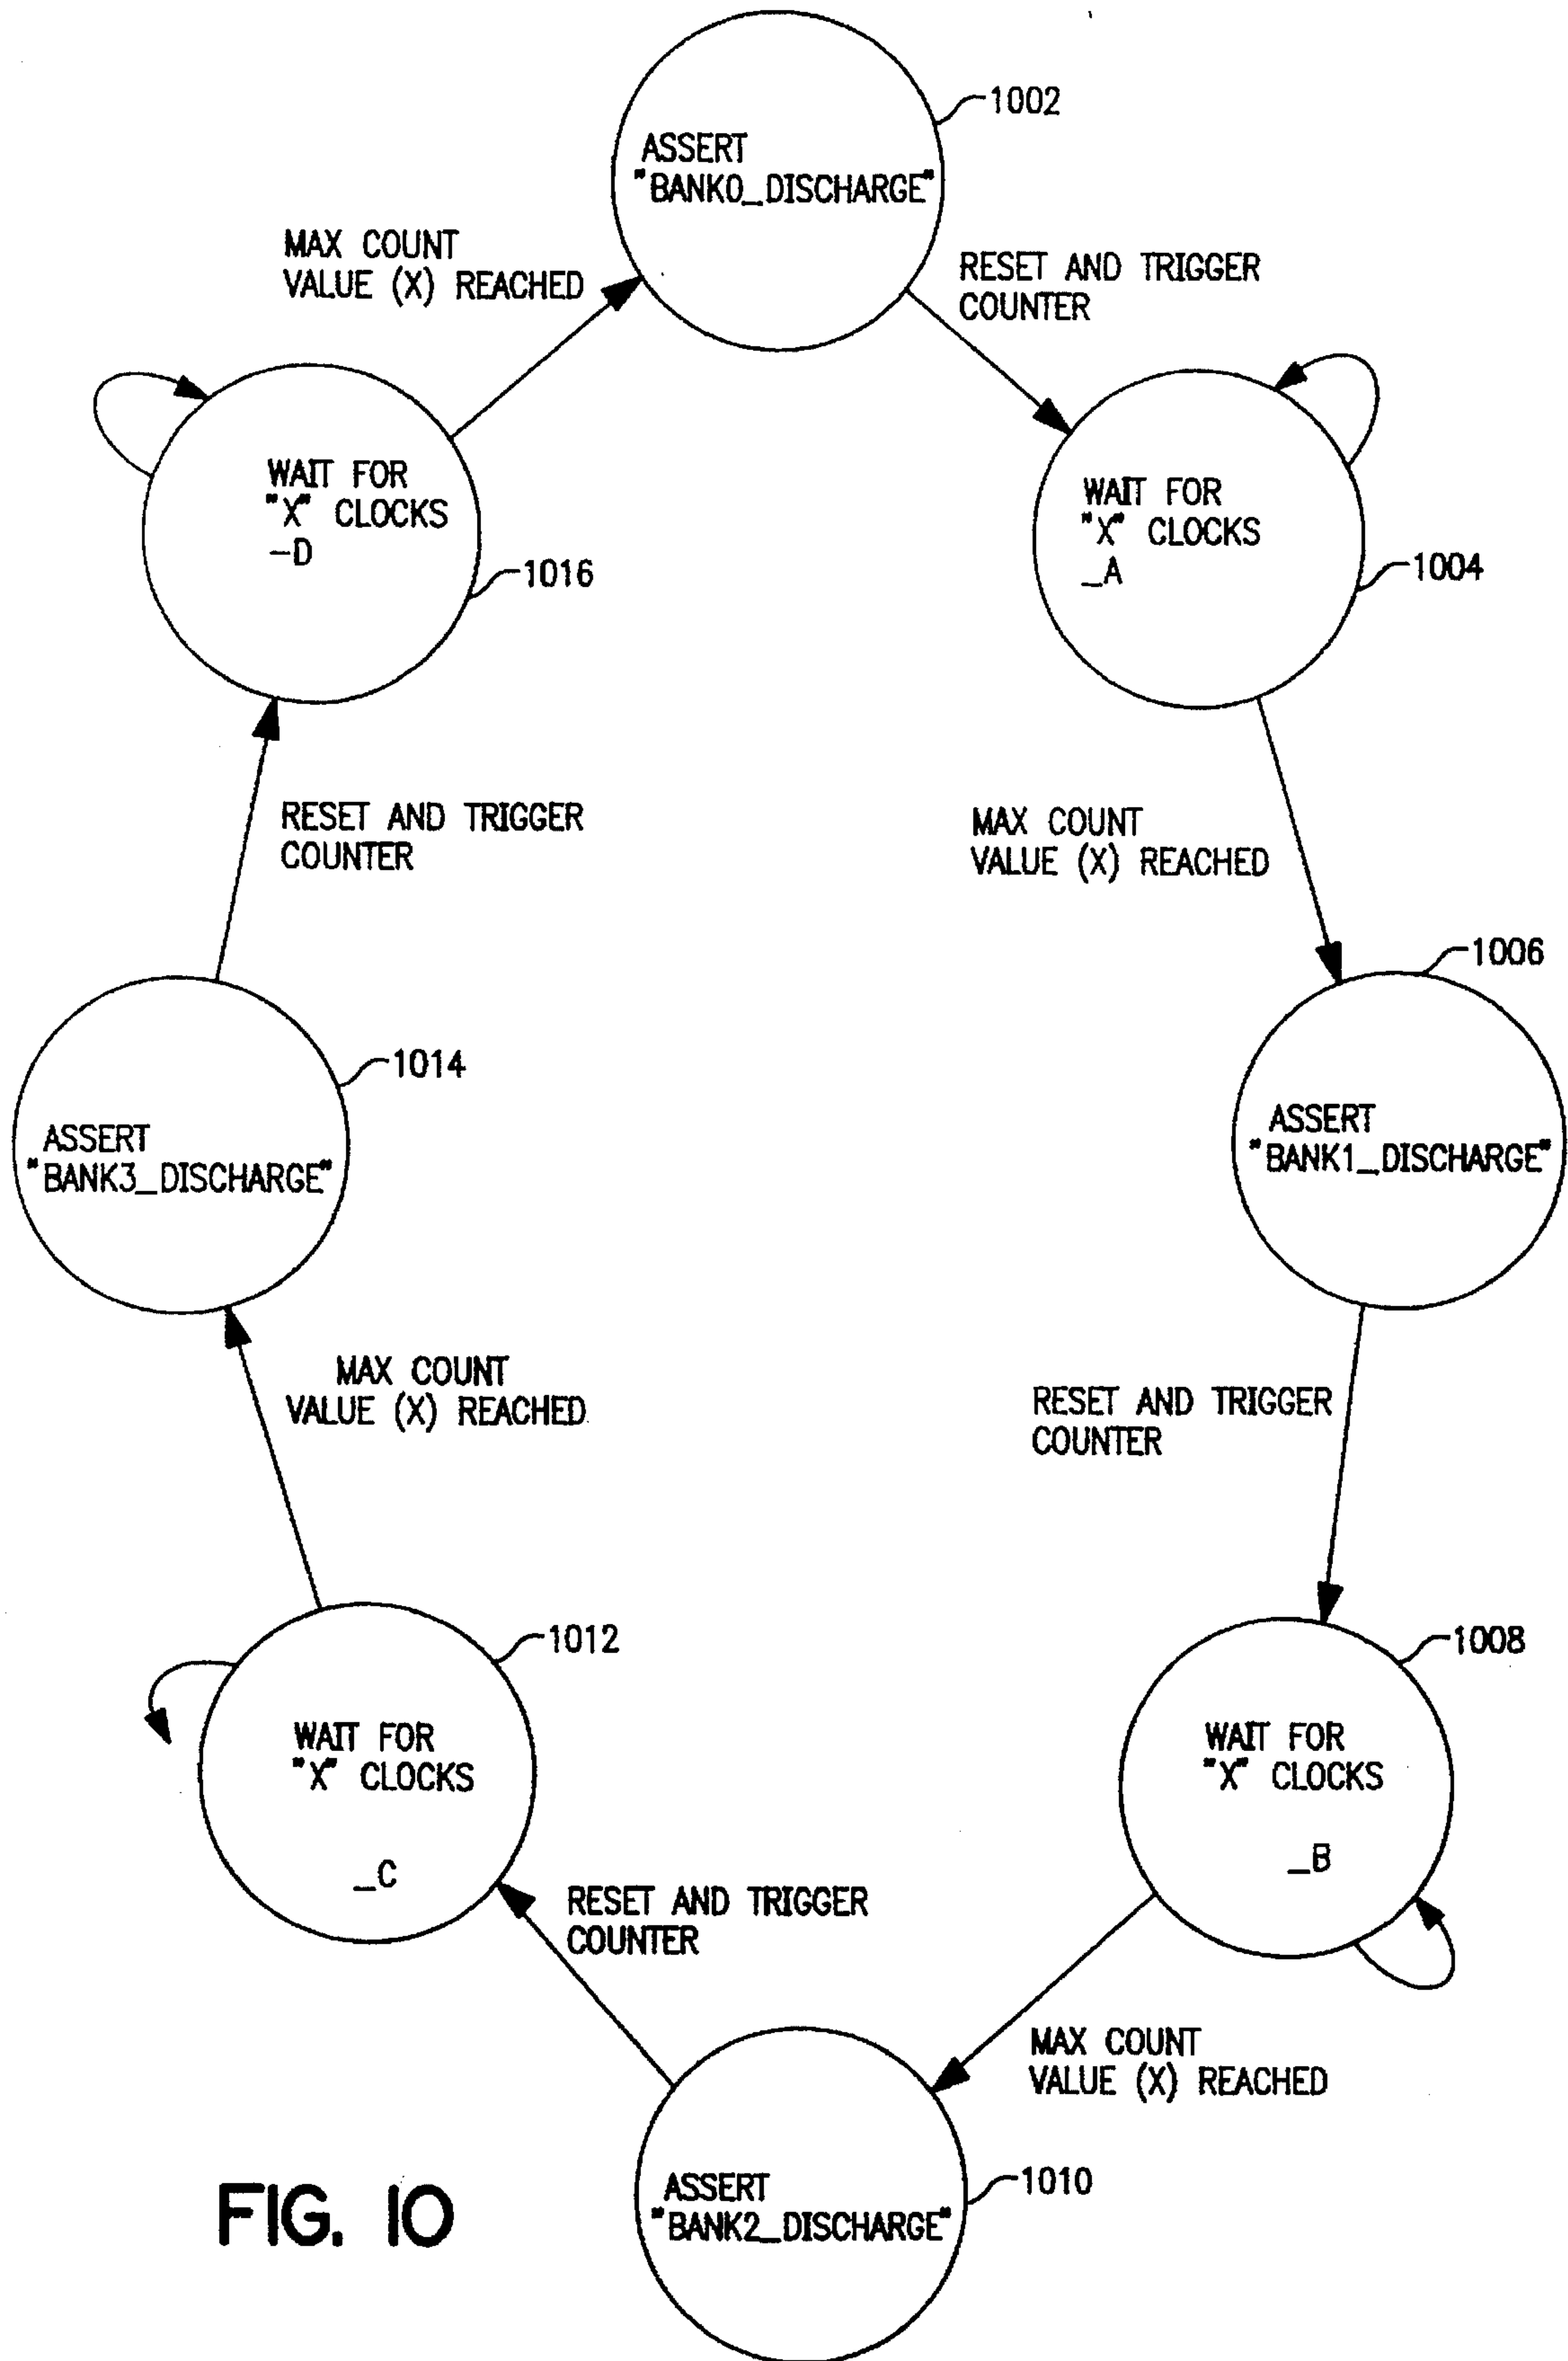 1002
ASSERT
"BANK0_DISCHARGE"
MAX COUNT
VALUE (X) REACHED
RESET AND TRIGGER
COUNTER
WAIT FOR
"X" CLOCKS
-D
1016
WAIT FOR
"X" CLOCKS
_A
1004
RESET AND TRIGGER
COUNTER
MAX COUNT
VALUE (X) REACHED
1006
1014
ASSERT
"BANK3_DISCHARGE"
ASSERT
"BANK1_DISCHARGE"
MAX COUNT
VALUE (X) REACHED
RESET AND TRIGGER
COUNTER
1012
WAIT FOR
"X" CLOCKS
_C
1008
WAIT FOR
"X" CLOCKS
_B
RESET AND TRIGGER
COUNTER
MAX COUNT
VALUE (X) REACHED
1010
ASSERT
"BANK2_DISCHARGE"
FIG. 10